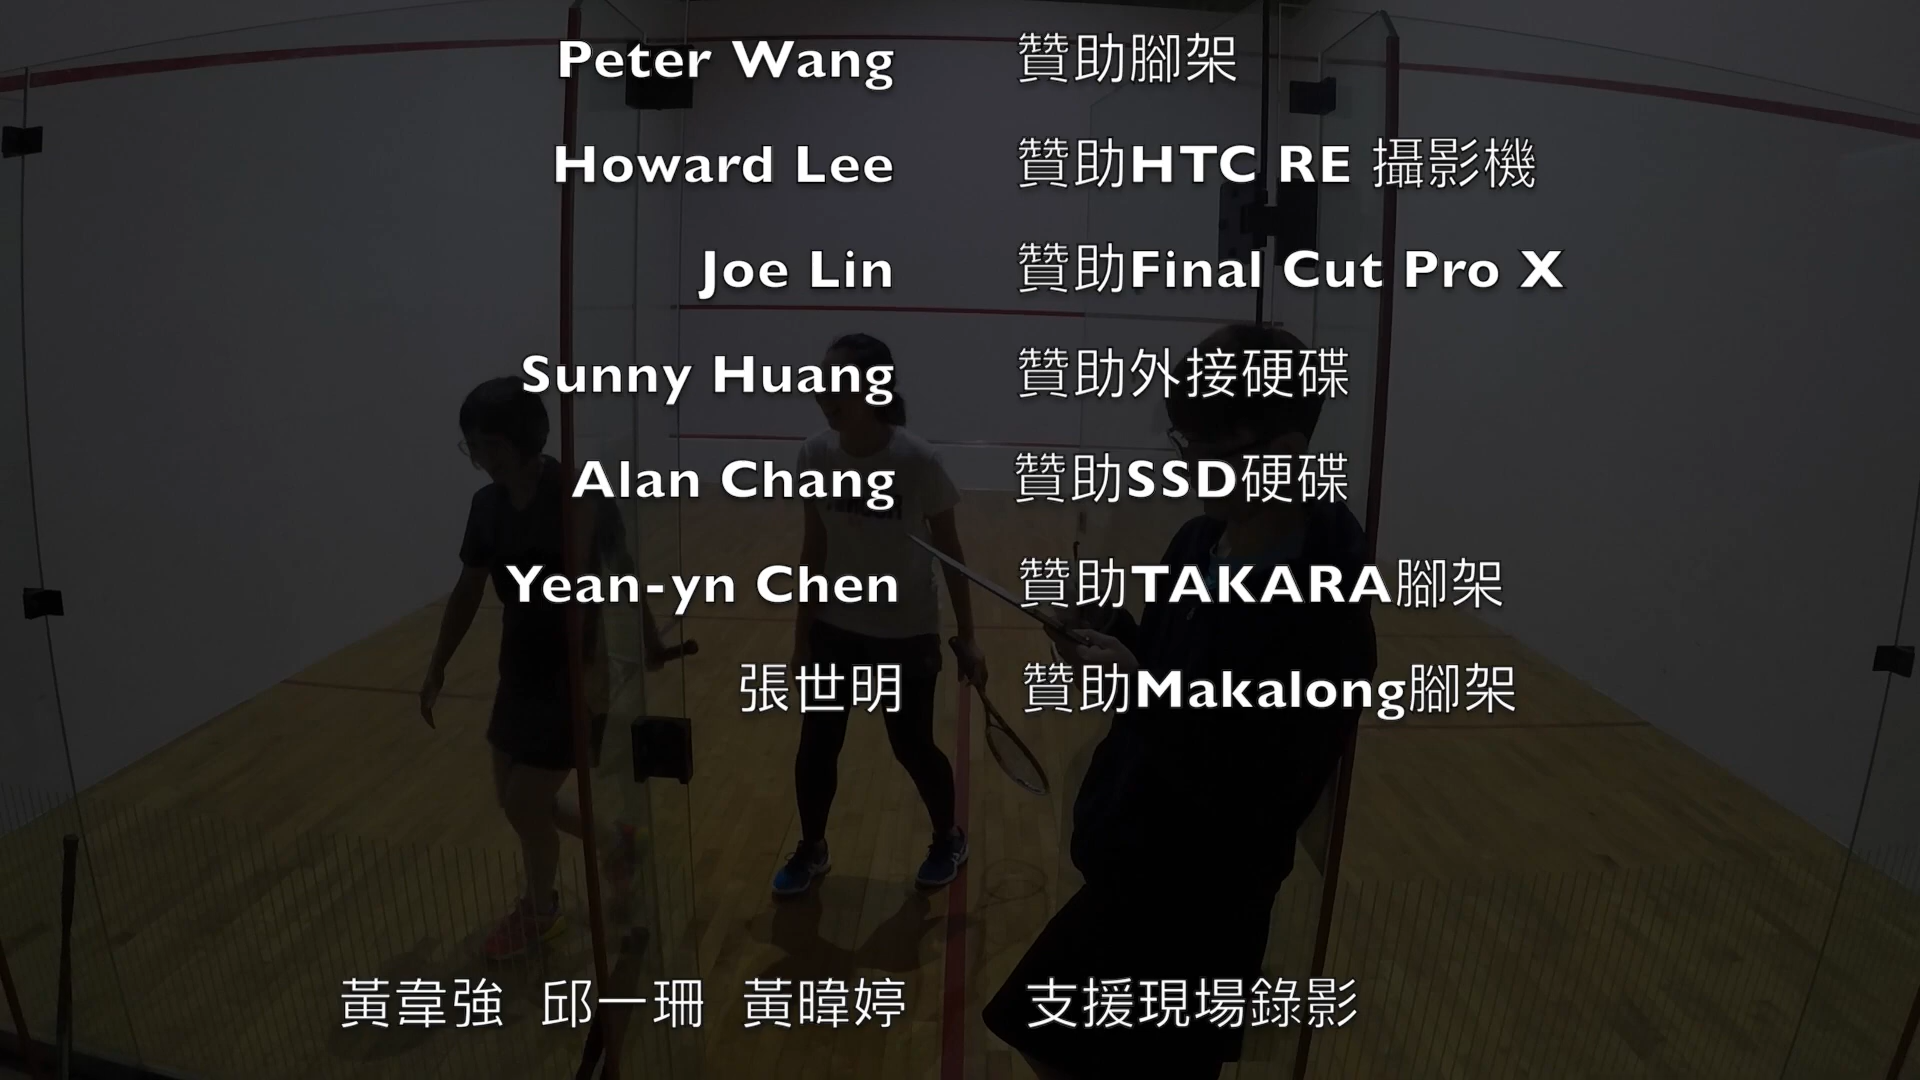 Peter Wang 贊助腳架
Howard Lee 贊助HTC RE 攝影機
Joe Lin 贊助Final Cut Pro X
Sunny Huang 贊助外接硬碟
Alan Chang 贊助SSD硬碟
Yean-yn Chen 贊助TAKARA腳架
張世明 贊助Makalong腳架
黃韋強 邱一珊 黃暐婷 支援現場錄影